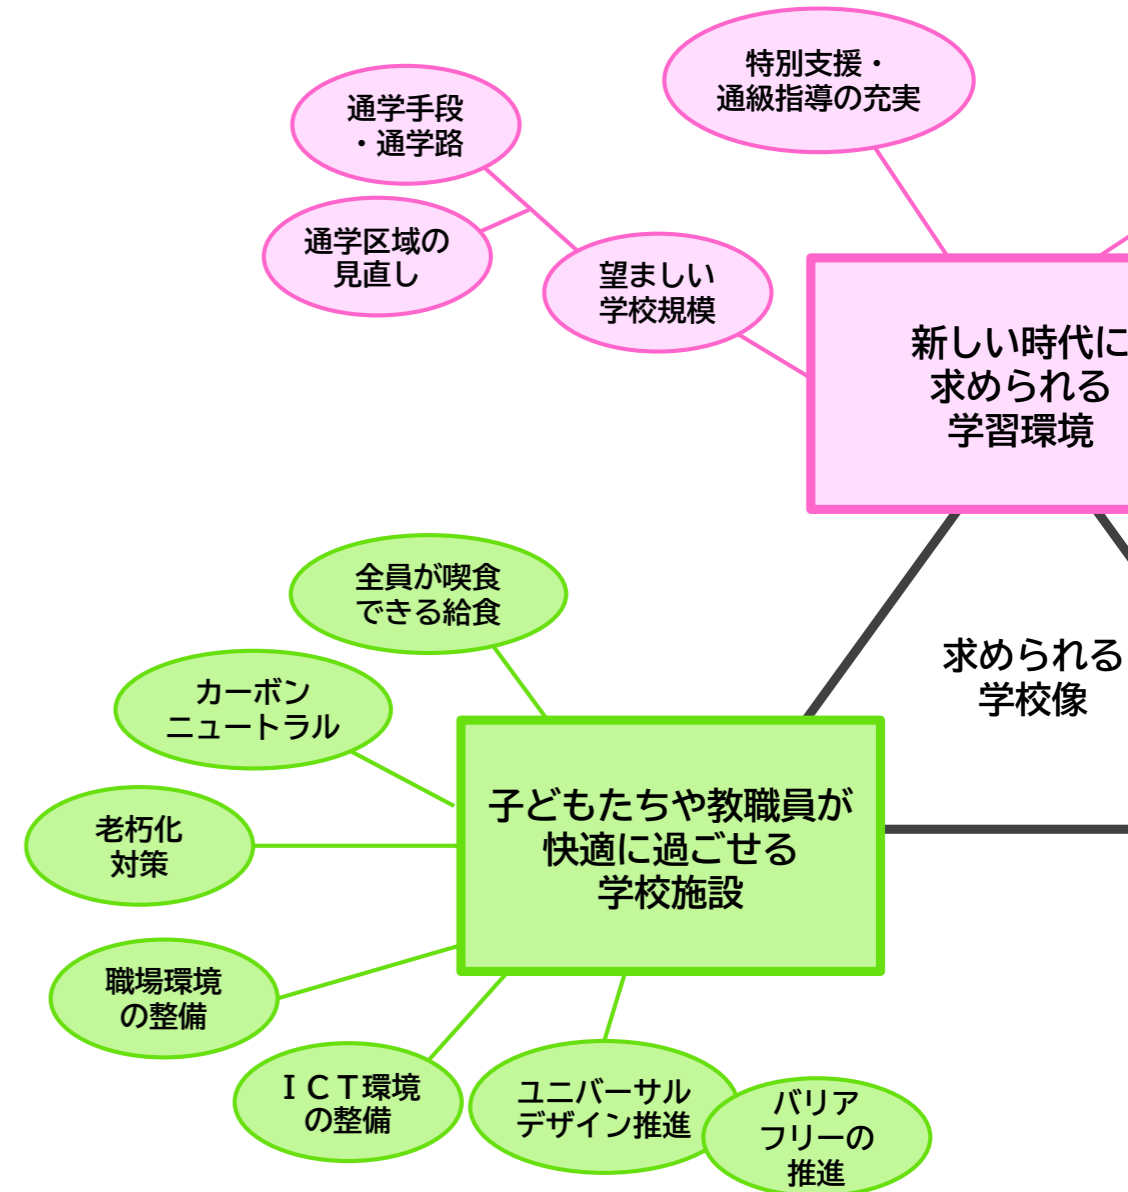 特別支援・
通級指導の充実
通学手段
・通学路
通学区域の
見直し
望ましい
学校規模
新しい時代に
求められる
学習環境
全員が喫食
できる給食
求められる
学校像
カーボン
ニュートラル
子どもたちや教職員が
快適に過ごせる
学校施設
老朽化
対策
職場環境
の整備
ＩＣＴ環境
の整備
ユニバーサル
デザイン推進
バリア
フリーの
推進